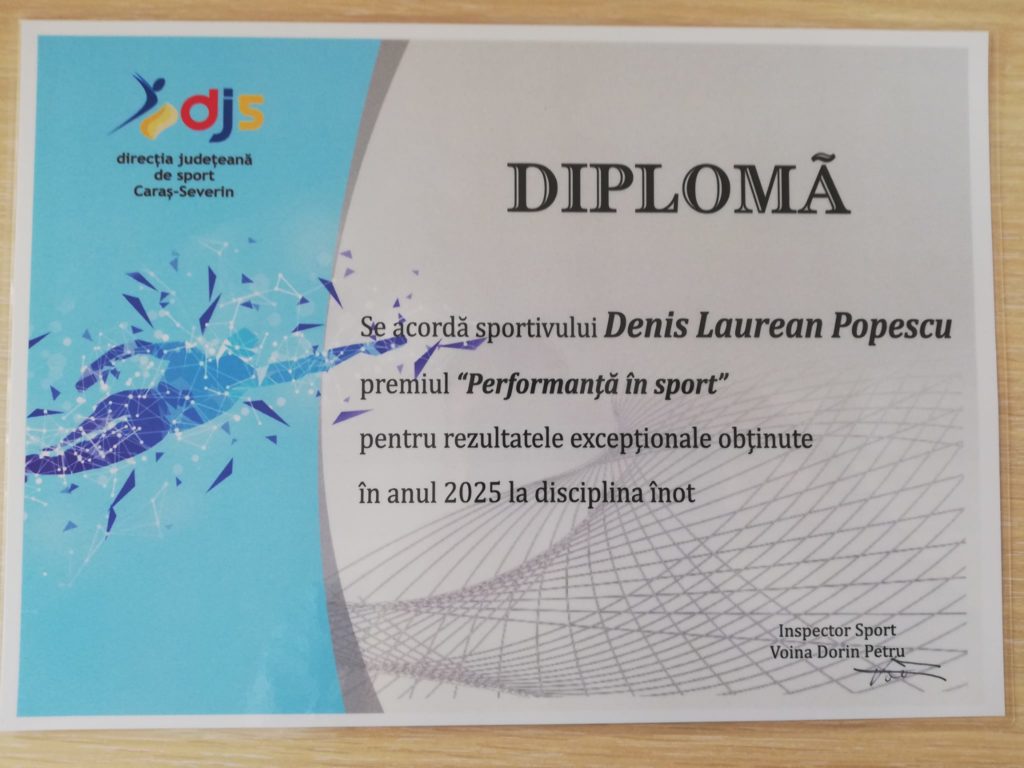 djs
direcția județeană
de sport
Caraș-Severin
DIPLOMÃ
Se acordă sportivului Denis Laurean Popescu
premiul “Performanță în sport”
pentru rezultatele excepționale obținute
în anul 2025 la disciplina înot
Inspector Sport
Voina Dorin Petru